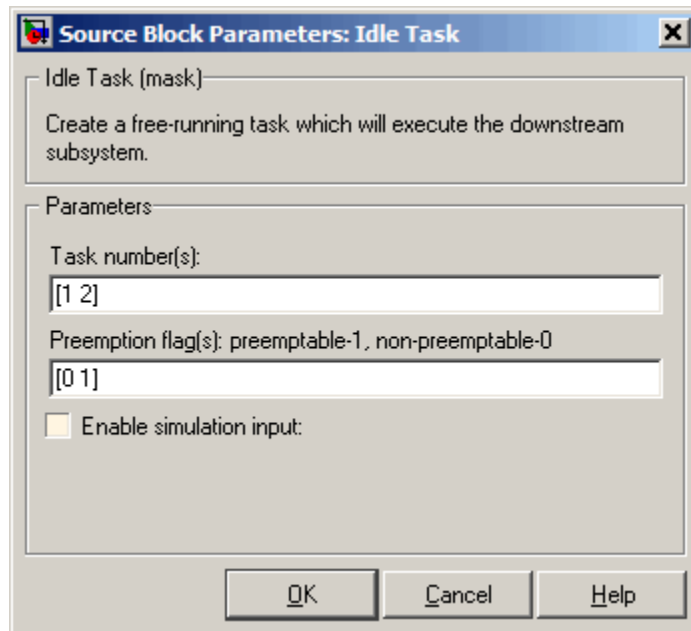 Source Block Parameters: Idle Task
Idle Task (mask)
Create a free-running task which will execute the downstream
subsystem.
Parameters
Task number(s):
[1 2]
Preemption flag(s): preemptable-1, non-preemptable-0
[0 1]
Enable simulation input:
OK Cancel Help